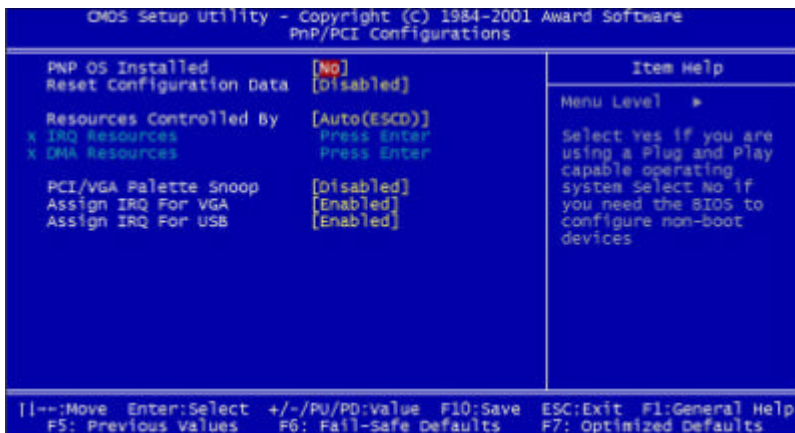 CMOS Setup Utility - Copyright (C) 1984-2001 Award Software
PnP/PCI Configurations
PNP OS Installed [No]
Reset Configuration Data [Disabled]
Resources Controlled By [Auto(ESCD)]
x IRQ Resources Press Enter
x DMA Resources Press Enter
PCI/VGA Palette Snoop [Disabled]
Assign IRQ For VGA [Enabled]
Assign IRQ For USB [Enabled]
Item Help
Menu Level ►
Select Yes if you are
using a Plug and Play
capable operating
system Select No if
you need the BIOS to
configure non-boot
devices
||--:Move Enter:Select +/-/PU/PD:Value F10:Save ESC:Exit F1:General Help
F5: Previous Values F6: Fail-Safe Defaults F7: Optimized Defaults